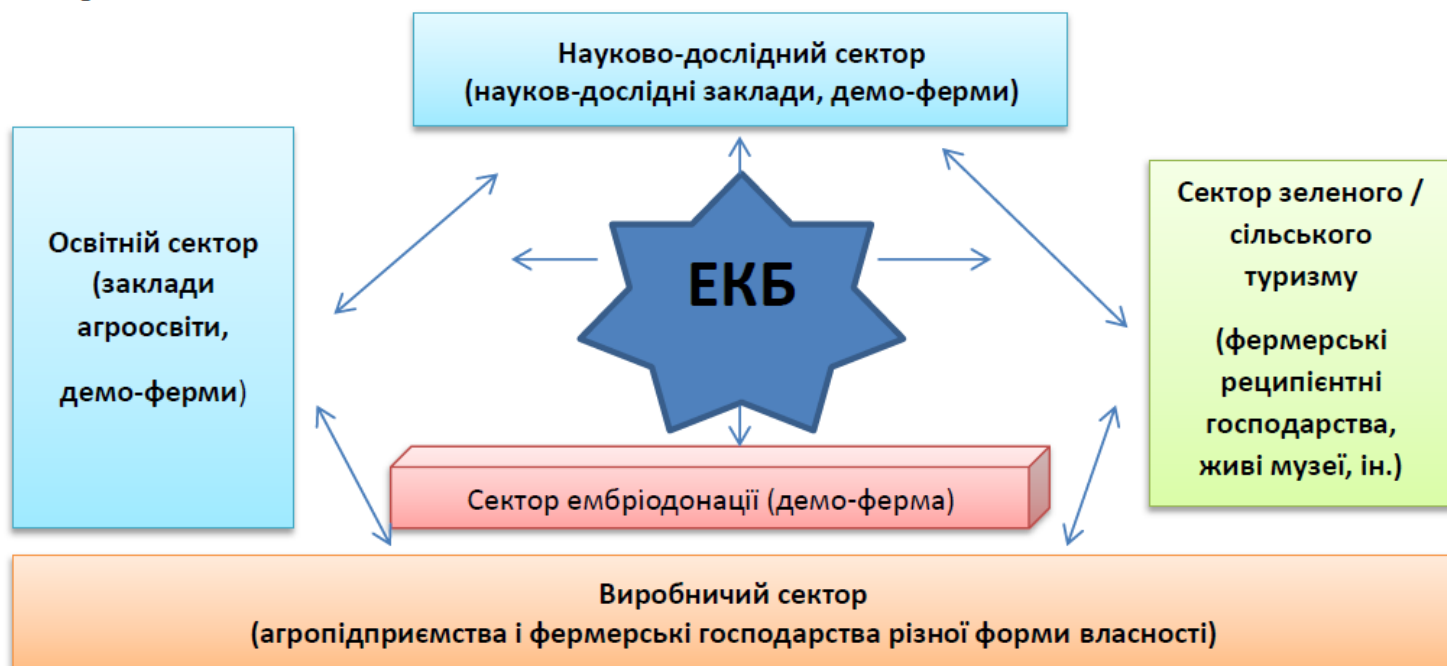 Науково-дослідний сектор
(науков-дослідні заклади, демо-ферми)
Освітній сектор
(заклади
агроосвіти,
демо-ферми)
ЕКБ
Сектор зеленого /
сільського
туризму
(фермерські
реципієнтні
господарства,
живі музеї, ін.)
Сектор ембріодонації (демо-ферма)
Виробничий сектор
(агропідприємства і фермерські господарства різної форми власності)